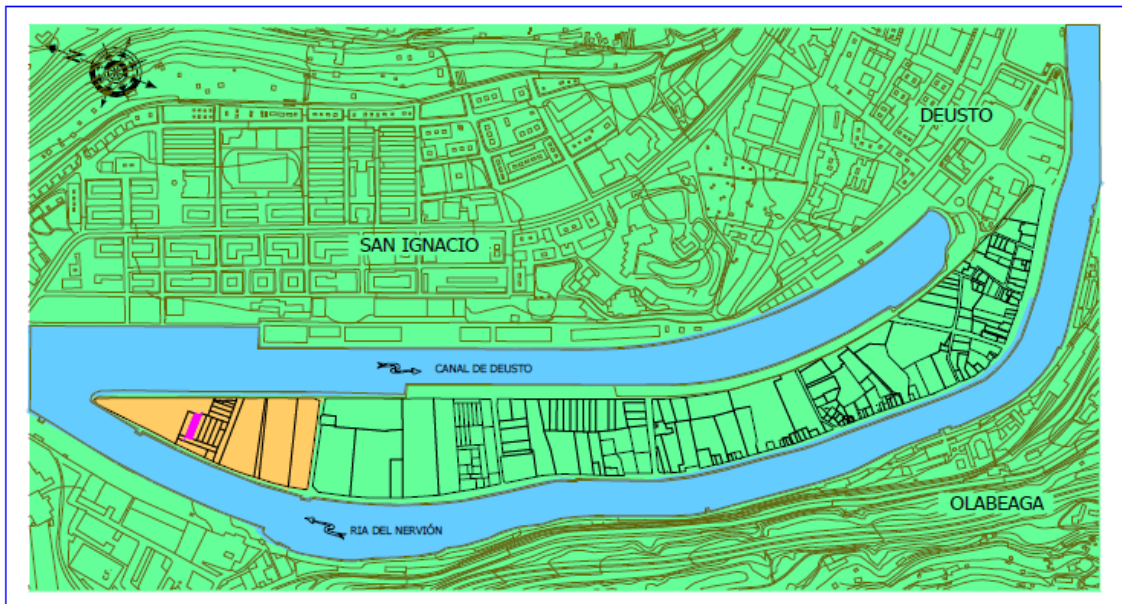 N
DEUSTO
SAN IGNACIO
CANAL DE DEUSTO
OLABEAGA
RIA DEL NERVIÓN